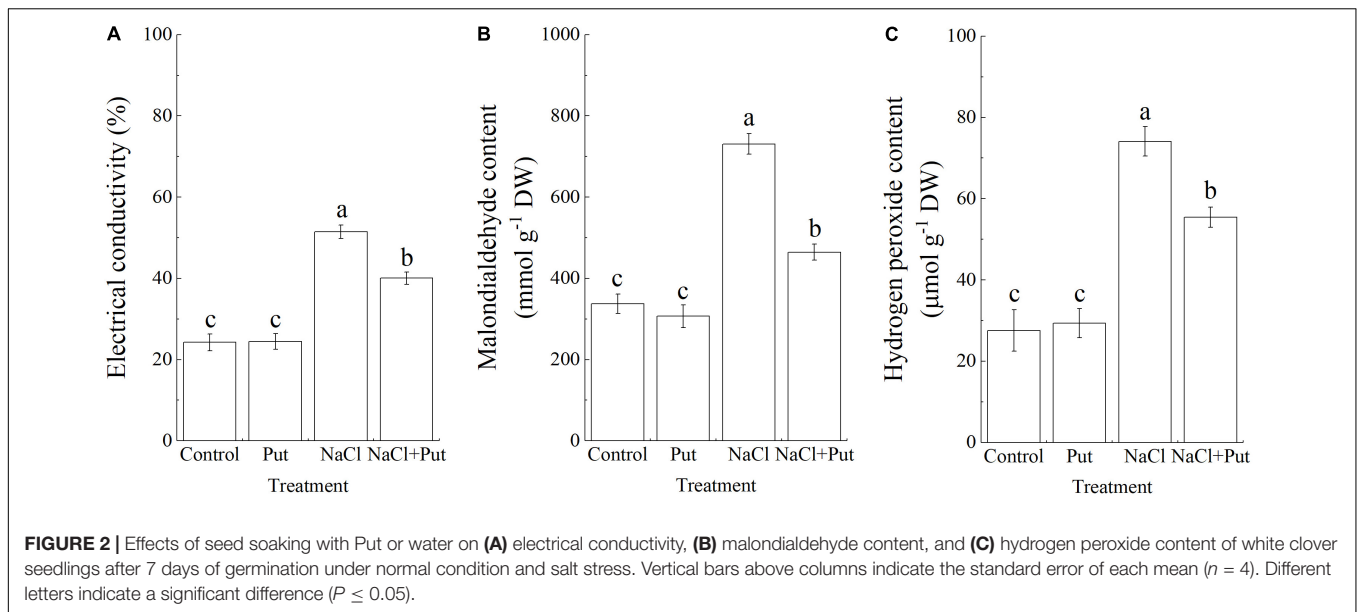 A
100
80
60
40
20
0
Electrical conductivity (%)
c
c
a
b
Control Put NaCl NaCl+Put
Treatment
B
1000
800
600
400
200
0
Malondialdehyde content
(mmol g⁻¹ DW)
c
c
a
b
Control Put NaCl NaCl+Put
Treatment
C
100
80
60
40
20
0
Hydrogen peroxide content
(μmol g⁻¹ DW)
c
c
a
b
Control Put NaCl NaCl+Put
Treatment
FIGURE 2 | Effects of seed soaking with Put or water on (A) electrical conductivity, (B) malondialdehyde content, and (C) hydrogen peroxide content of white clover
seedlings after 7 days of germination under normal condition and salt stress. Vertical bars above columns indicate the standard error of each mean (n = 4). Different
letters indicate a significant difference (P ≤ 0.05).